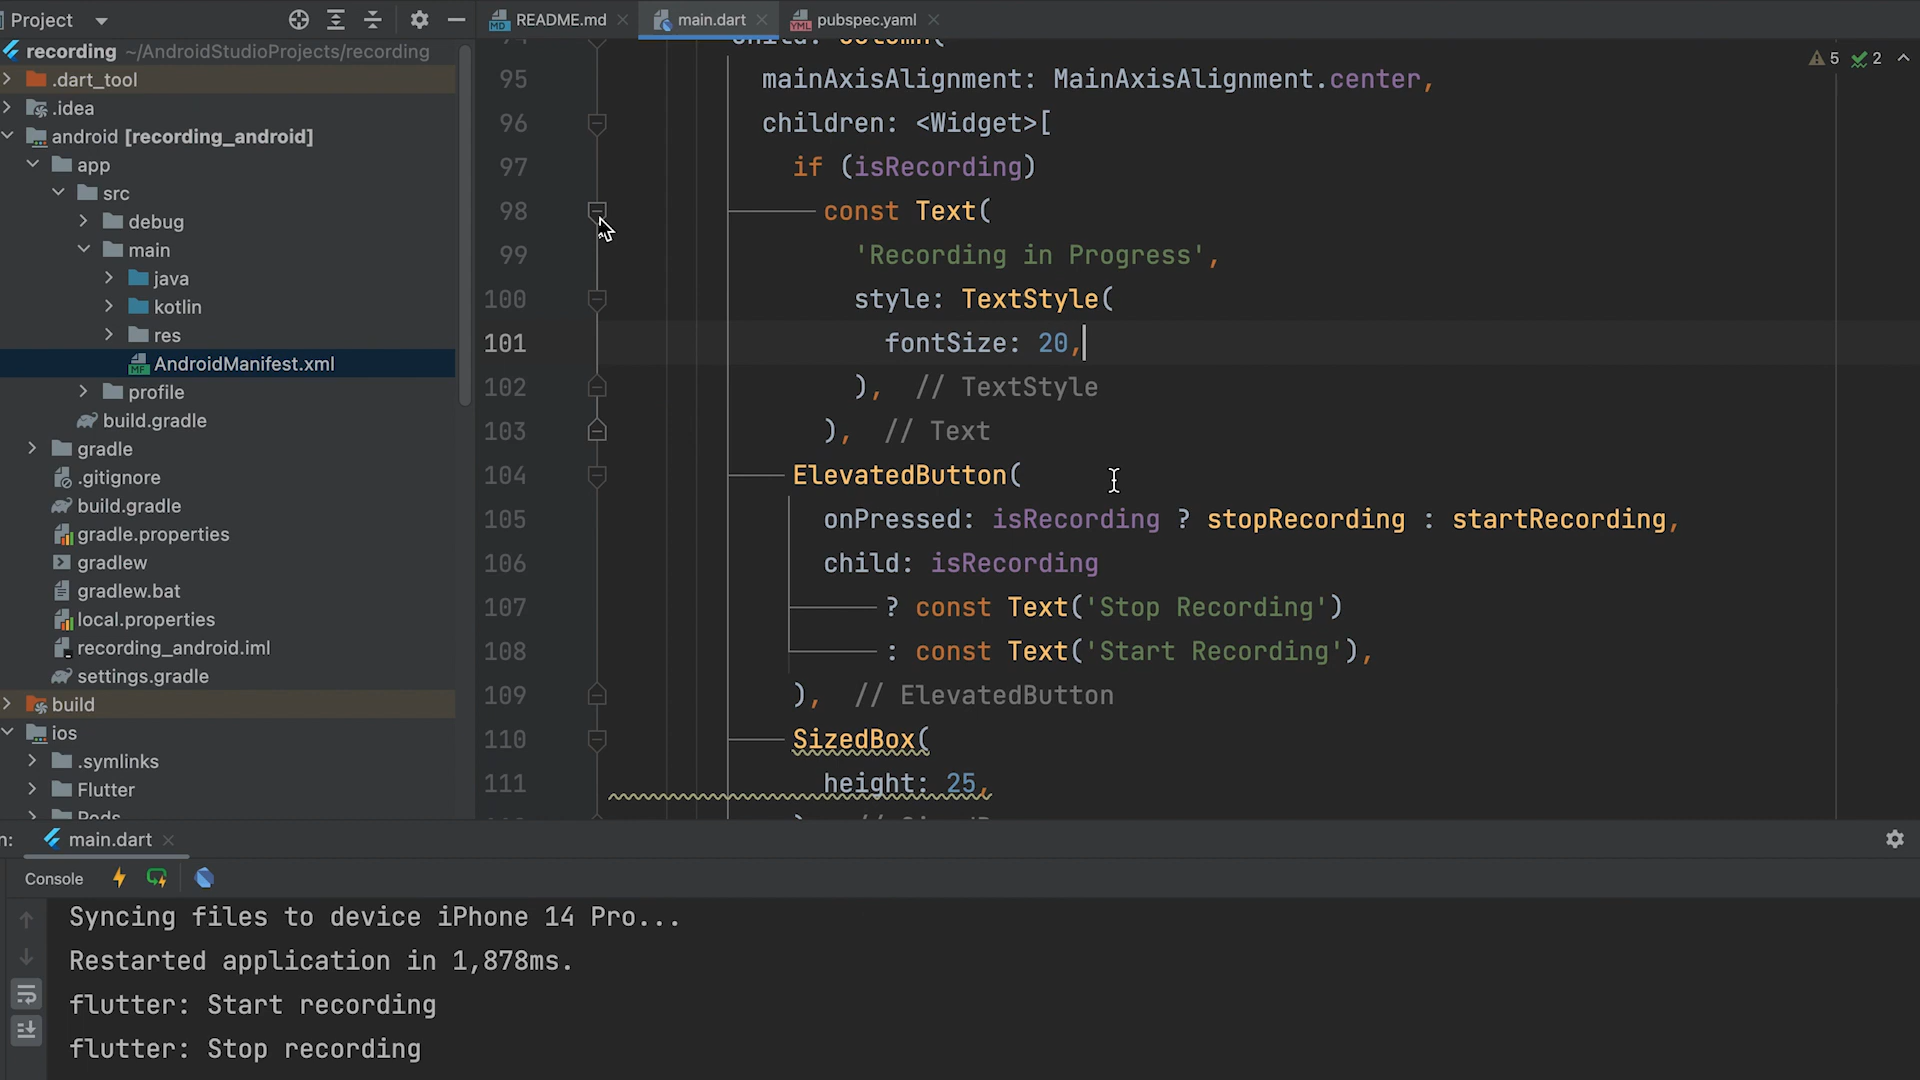 Project
README.md
main.dart
pubspec.yaml
recording ~/AndroidStudioProjects/recording
.dart_tool
.idea
android [recording_android]
app
src
debug
main
java
kotlin
res
AndroidManifest.xml
profile
build.gradle
gradle
.gitignore
build.gradle
gradle.properties
gradlew
gradlew.bat
local.properties
recording_android.iml
settings.gradle
build
ios
.symlinks
Flutter
Pods
5 2
94 child: Column(
95 mainAxisAlignment: MainAxisAlignment.center,
96 children: <Widget>[
97 if (isRecording)
98 const Text(
99 'Recording in Progress',
100 style: TextStyle(
101 fontSize: 20,
102 ), // TextStyle
103 ), // Text
104 ElevatedButton(
105 onPressed: isRecording ? stopRecording : startRecording,
106 child: isRecording
107 ? const Text('Stop Recording')
108 : const Text('Start Recording'),
109 ), // ElevatedButton
110 SizedBox(
111 height: 25,
n:
main.dart
Console
Syncing files to device iPhone 14 Pro...
Restarted application in 1,878ms.
flutter: Start recording
flutter: Stop recording